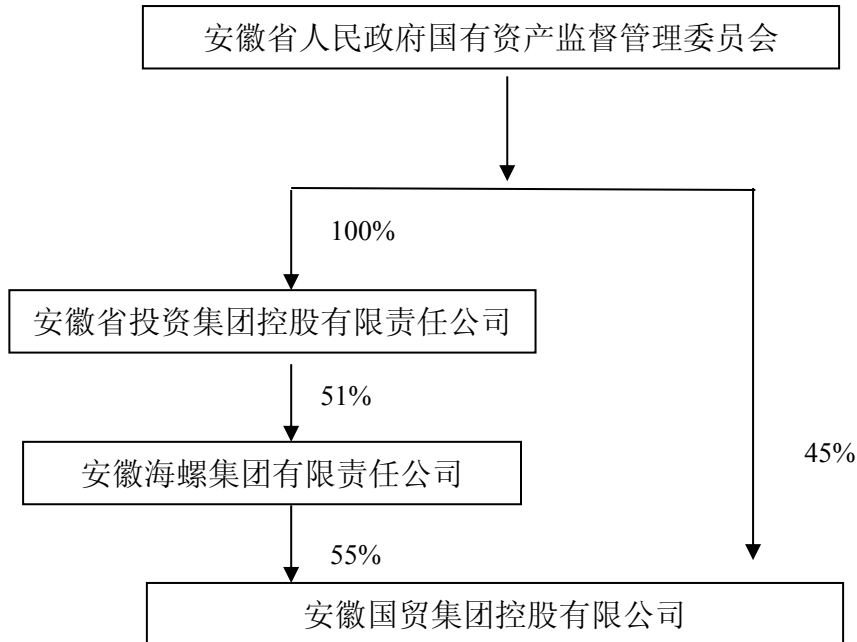 安徽省人民政府国有资产监督管理委员会
100%
安徽省投资集团控股有限责任公司
51%
安徽海螺集团有限责任公司
45%
55%
安徽国贸集团控股有限公司